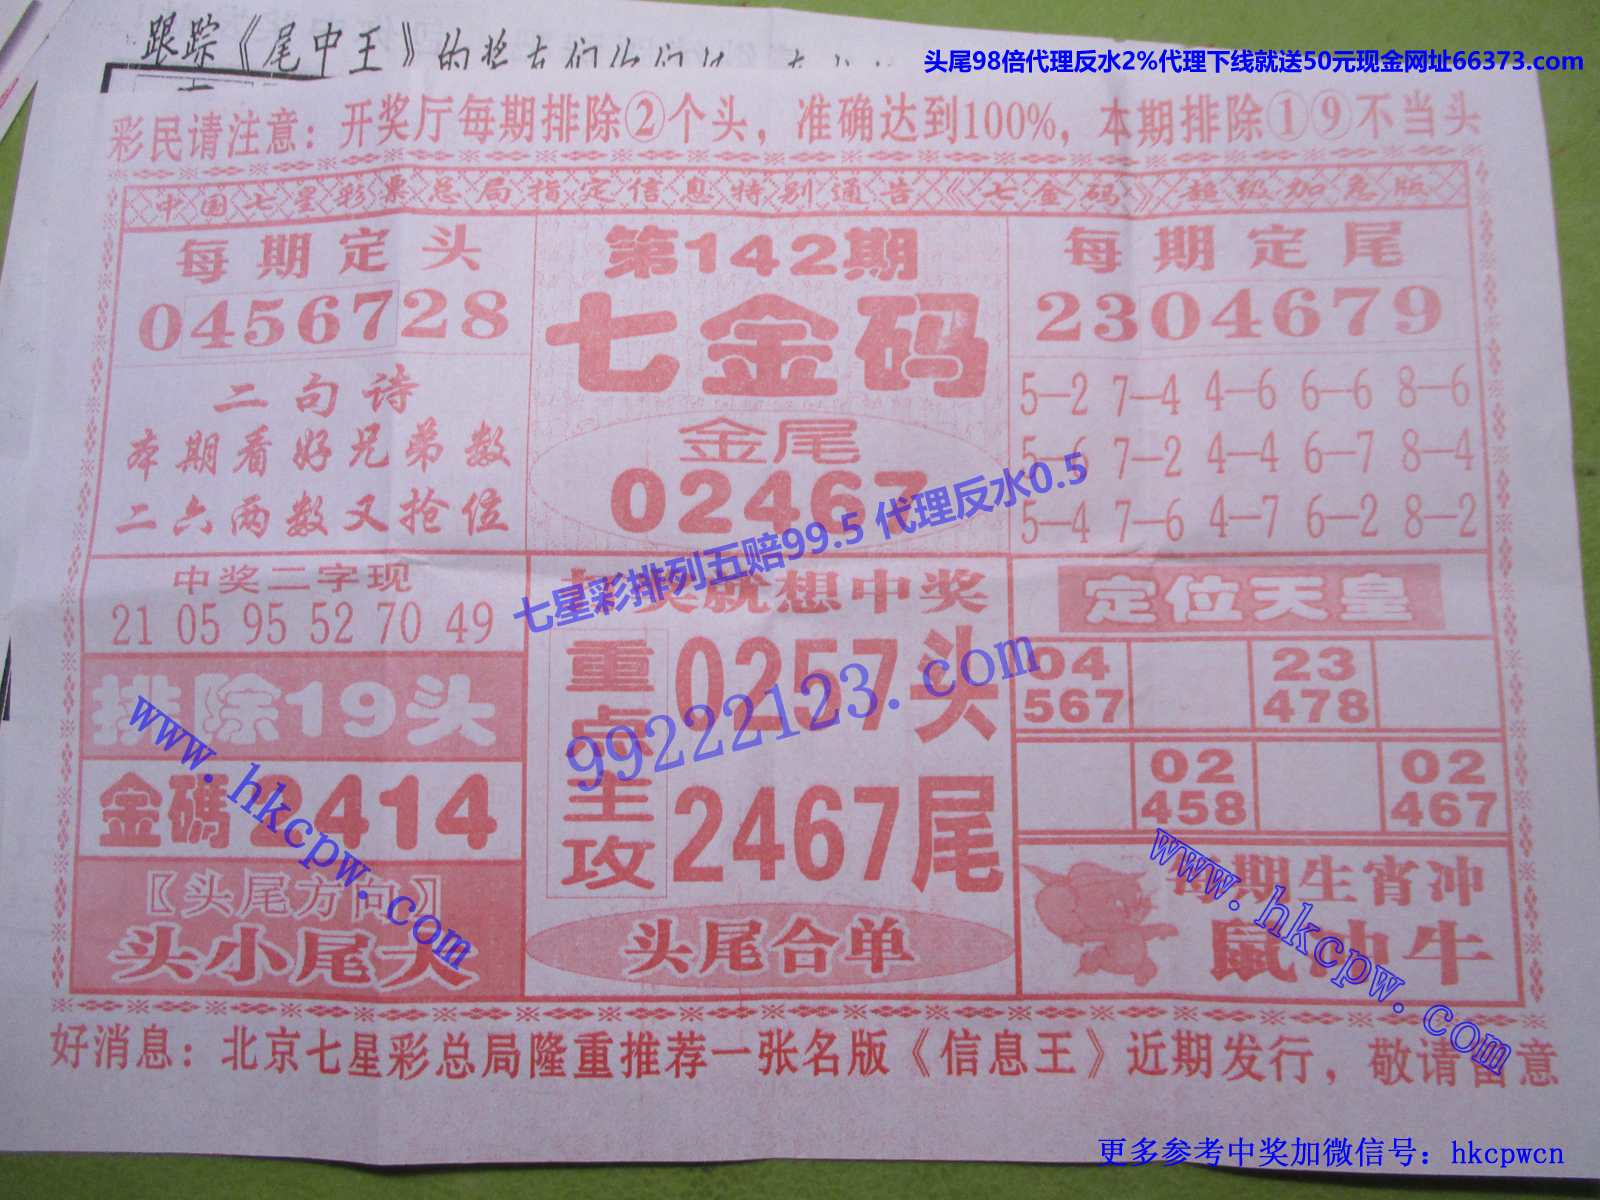 跟踪《尾中王》的奖友们
头尾98倍代理反水2%代理下线就送50元现金网址66373.com
彩民请注意：开奖厅每期排除②个头，准确达到100%，本期排除①⑨不当头
中国七星彩票总局指定信息特别通告《七金码》超级加急版
每期定头
0456728
二句诗
本期看好兄弟数
二六两数又抢位
第142期
七金码
金尾
02467
每期定尾
2304679
5—2 7—4 4—6 6—6 8—6
5—6 7—2 4—4 6—7 8—4
5—4 7—6 4—7 6—2 8—2
七星彩排列五赔99.5 代理反水0.5
中奖二字现
21 05 95 52 70 49
排除19头
金碼2414
【头尾方向】
头小尾大
奖就想中奖
重点主攻
0257头
2467尾
头尾合单
99222123.com
定位天皇
04 23
567 478
02 02
458 467
每期生肖冲
鼠冲牛
www.hkcpw.com
www.hkcpw.com
好消息：北京七星彩总局隆重推荐一张名版《信息王》近期发行，敬请留意
更多参考中奖加微信号：hkcpwcn